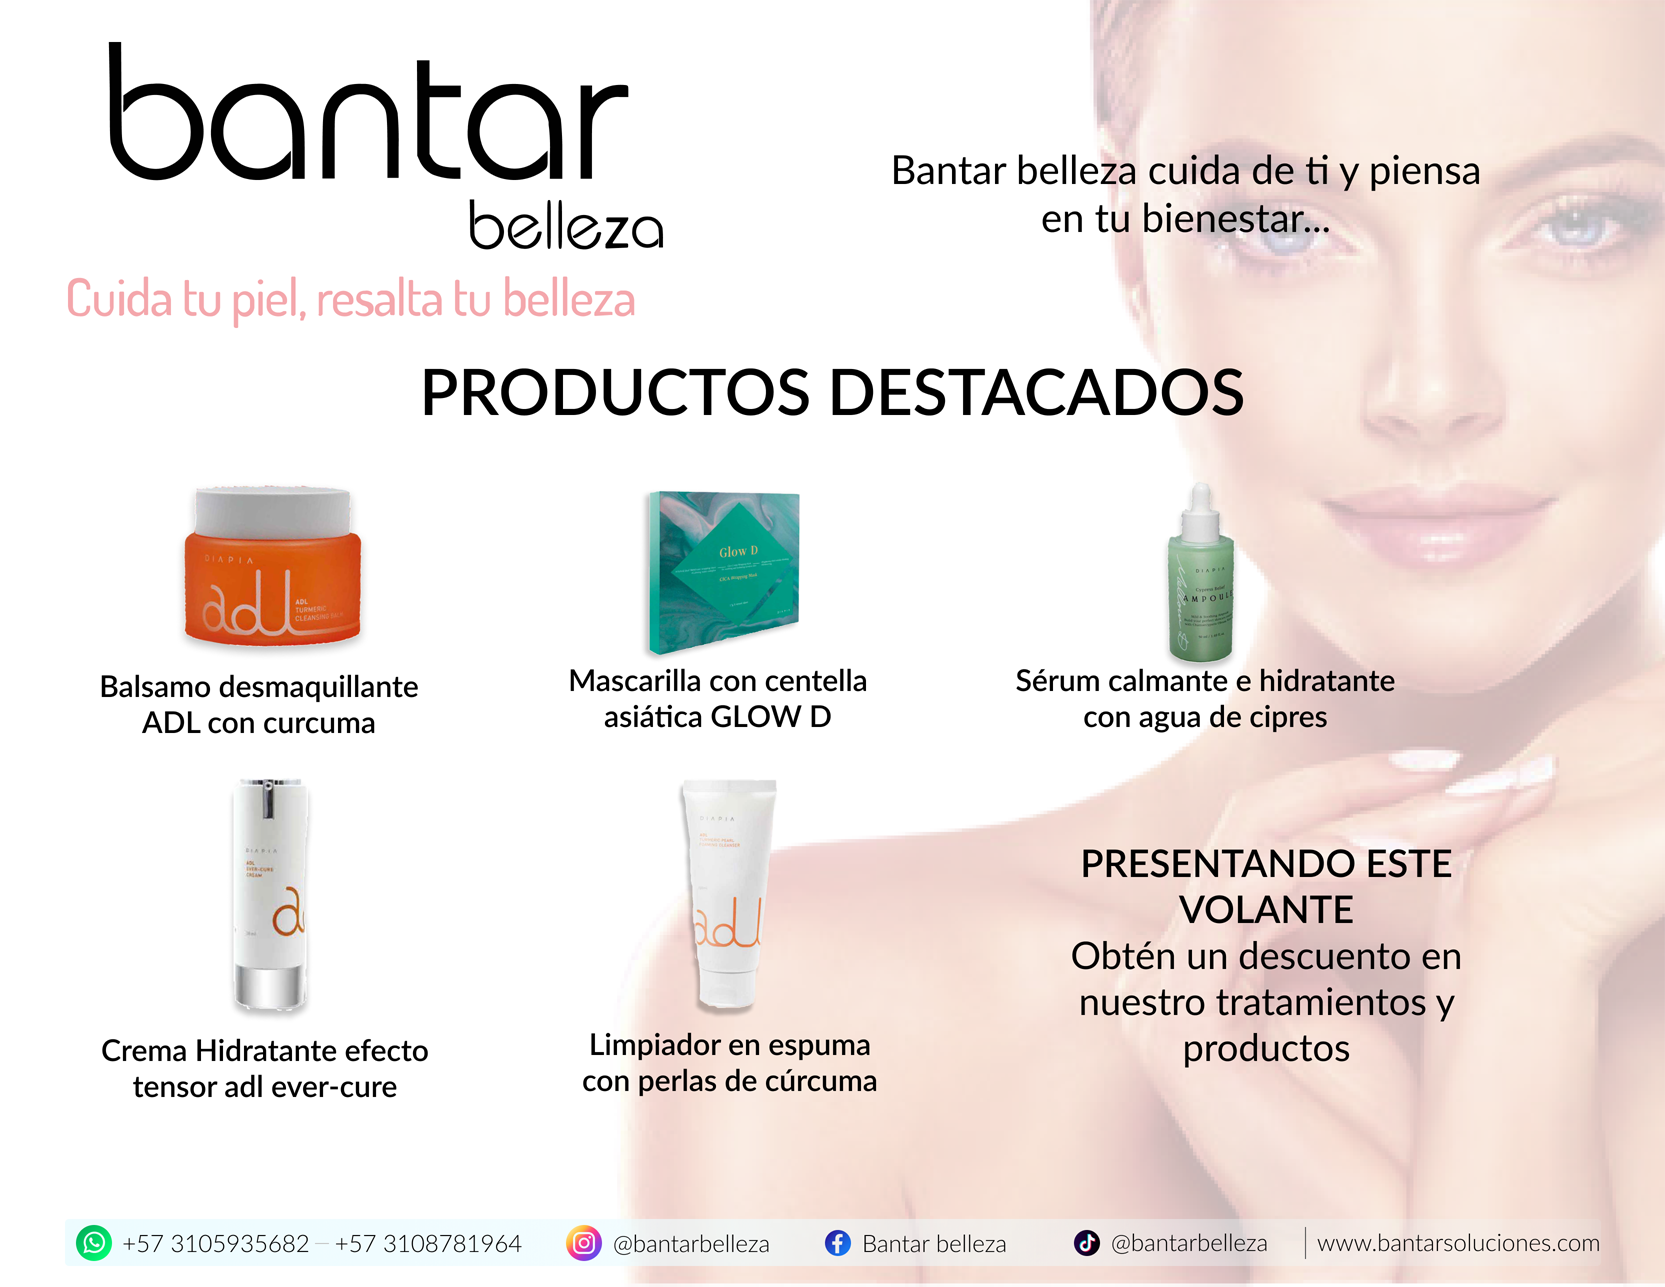 bantar
belleza
Cuida tu piel, resalta tu belleza
Bantar belleza cuida de ti y piensa
en tu bienestar...
PRODUCTOS DESTACADOS
DIAPIA
adl
ADL
TURMERIC
CLEANSING BALM
Balsamo desmaquillante
ADL con curcuma
Glow D
Mascarilla con centella
asiática GLOW D
DIAPIA
AMPOULE
Sérum calmante e hidratante
con agua de cipres
DIAPIA
ADL
EVER-CURE
CREAM
Crema Hidratante efecto
tensor adl ever-cure
DIAPIA
adl
Limpiador en espuma
con perlas de cúrcuma
PRESENTANDO ESTE
VOLANTE
Obtén un descuento en
nuestro tratamientos y
productos
+57 3105935682 — +57 3108781964 @bantarbelleza Bantar belleza @bantarbelleza www.bantarsoluciones.com